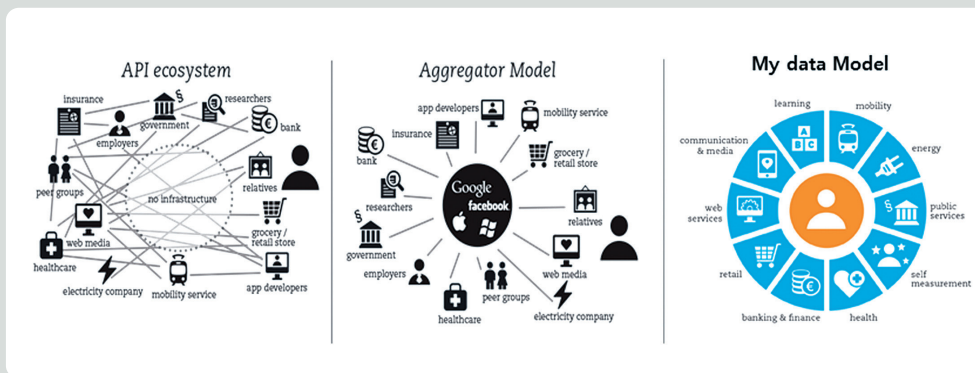 API ecosystem
insurance
§
government
researchers
employers
bank
peer groups
relatives
no infrastructure
web media
grocery /
retail store
healthcare
electricity company
mobility service
app developers
Aggregator Model
app developers
mobility service
insurance
bank
grocery /
retail store
researchers
Google
facebook
relatives
§
government
employers
web media
peer groups
healthcare
electricity company
My data Model
learning
mobility
communication
& media
A
B C
energy
web
services
§
public
services
retail
self
measurement
banking & finance
health